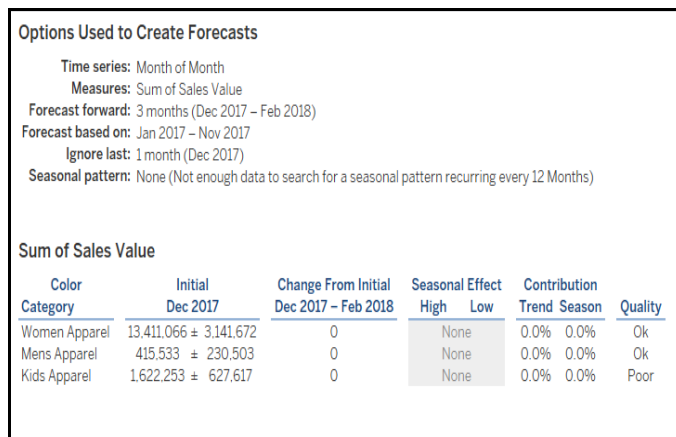 Options Used to Create Forecasts
Time series: Month of Month
Measures: Sum of Sales Value
Forecast forward: 3 months (Dec 2017 – Feb 2018)
Forecast based on: Jan 2017 – Nov 2017
Ignore last: 1 month (Dec 2017)
Seasonal pattern: None (Not enough data to search for a seasonal pattern recurring every 12 Months)
Sum of Sales Value
Color Initial Change From Initial Seasonal Effect Contribution
Category Dec 2017 Dec 2017 – Feb 2018 High Low Trend Season Quality
Women Apparel 13,411,066 ± 3,141,672 0 None 0.0% 0.0% Ok
Mens Apparel 415,533 ± 230,503 0 None 0.0% 0.0% Ok
Kids Apparel 1,622,253 ± 627,617 0 None 0.0% 0.0% Poor